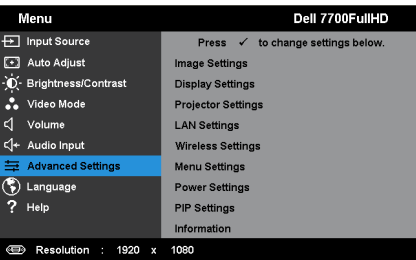 Menu Dell 7700FullHD
Input Source
Auto Adjust
Brightness/Contrast
Video Mode
Volume
Audio Input
Advanced Settings
Language
? Help
Press ✓ to change settings below.
Image Settings
Display Settings
Projector Settings
LAN Settings
Wireless Settings
Menu Settings
Power Settings
PIP Settings
Information
Resolution : 1920 x 1080